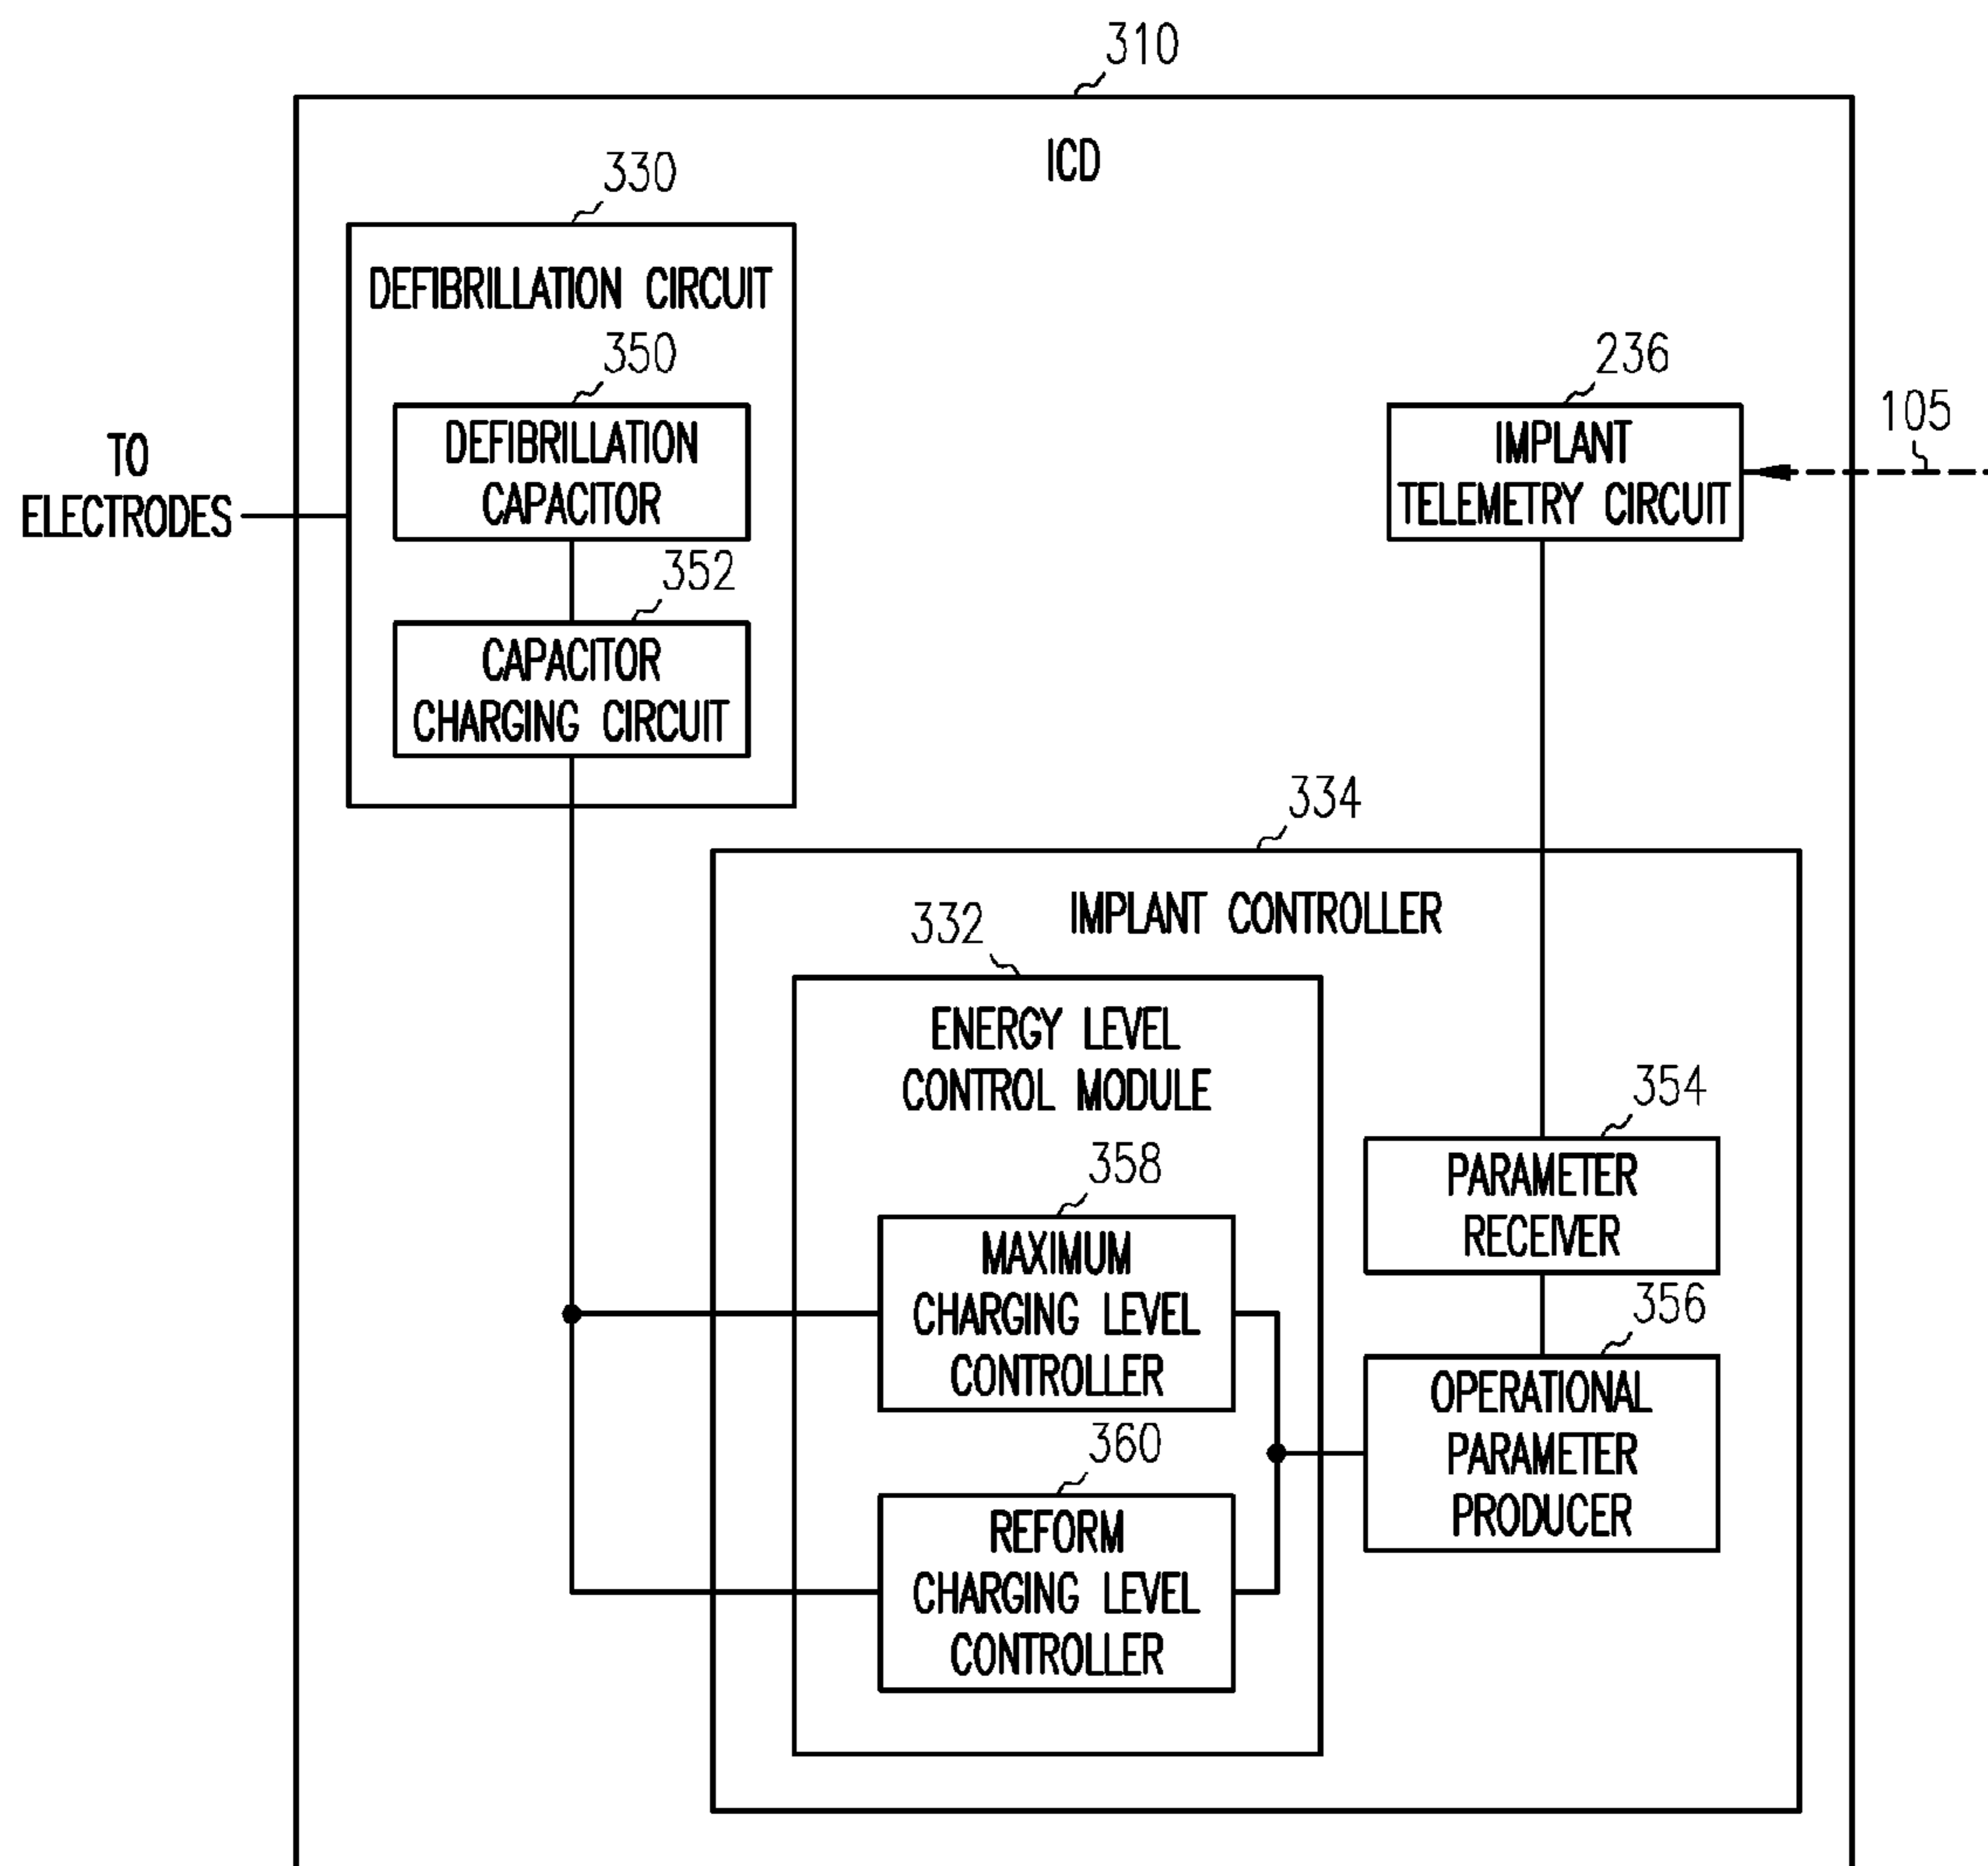 310
ICD
330
DEFIBRILLATION CIRCUIT
350
DEFIBRILLATION
CAPACITOR
352
CAPACITOR
CHARGING CIRCUIT
TO
ELECTRODES
236
IMPLANT
TELEMETRY CIRCUIT
105
334
IMPLANT CONTROLLER
332
ENERGY LEVEL
CONTROL MODULE
358
MAXIMUM
CHARGING LEVEL
CONTROLLER
360
REFORM
CHARGING LEVEL
CONTROLLER
354
PARAMETER
RECEIVER
356
OPERATIONAL
PARAMETER
PRODUCER